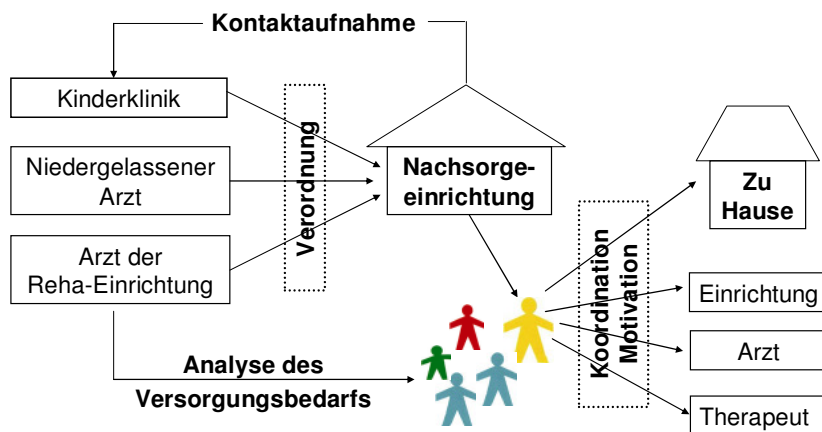 Kontaktaufnahme
Kinderklinik
Niedergelassener
Arzt
Arzt der
Reha-Einrichtung
Verordnung
Nachsorge-
einrichtung
Zu
Hause
Koordination
Motivation
Einrichtung
Arzt
Therapeut
Analyse des
Versorgungsbedarfs